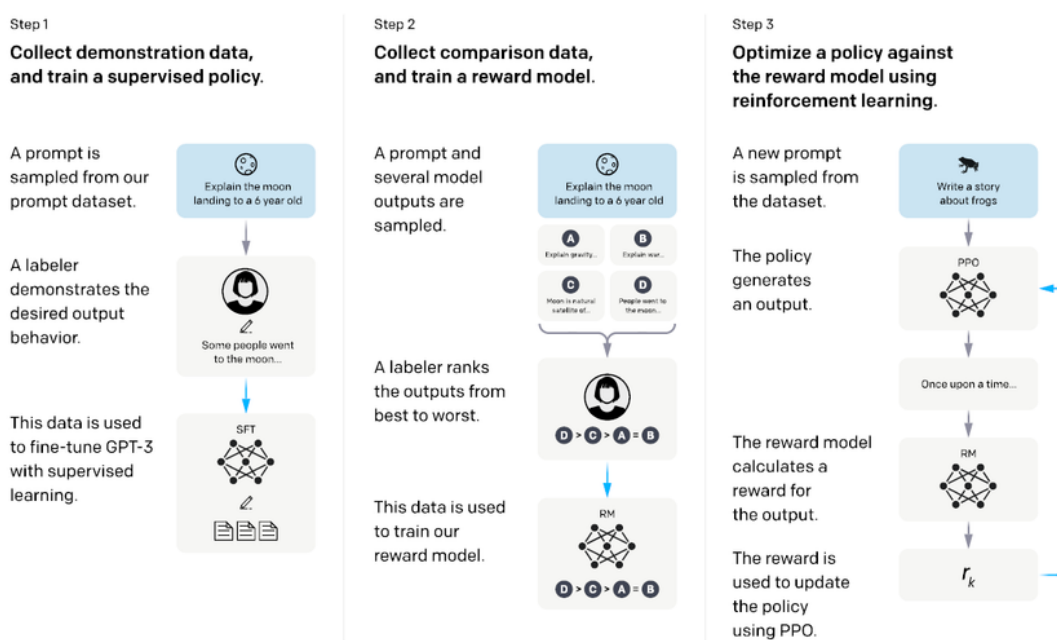 Step 1
Collect demonstration data,
and train a supervised policy.
A prompt is
sampled from our
prompt dataset.
Explain the moon
landing to a 6 year old
A labeler
demonstrates the
desired output
behavior.
Some people went
to the moon...
This data is used
to fine-tune GPT-3
with supervised
learning.
SFT
Step 2
Collect comparison data,
and train a reward model.
A prompt and
several model
outputs are
sampled.
Explain the moon
landing to a 6 year old
A
Explain gravity...
B
Explain war...
C
Moon is natural
satellite of...
D
People went to
the moon...
A labeler ranks
the outputs from
best to worst.
D > C > A = B
This data is used
to train our
reward model.
RM
D > C > A = B
Step 3
Optimize a policy against
the reward model using
reinforcement learning.
A new prompt
is sampled from
the dataset.
Write a story
about frogs
The policy
generates
an output.
PPO
Once upon a time...
The reward model
calculates a
reward for
the output.
RM
The reward is
used to update
the policy
using PPO.
r_k